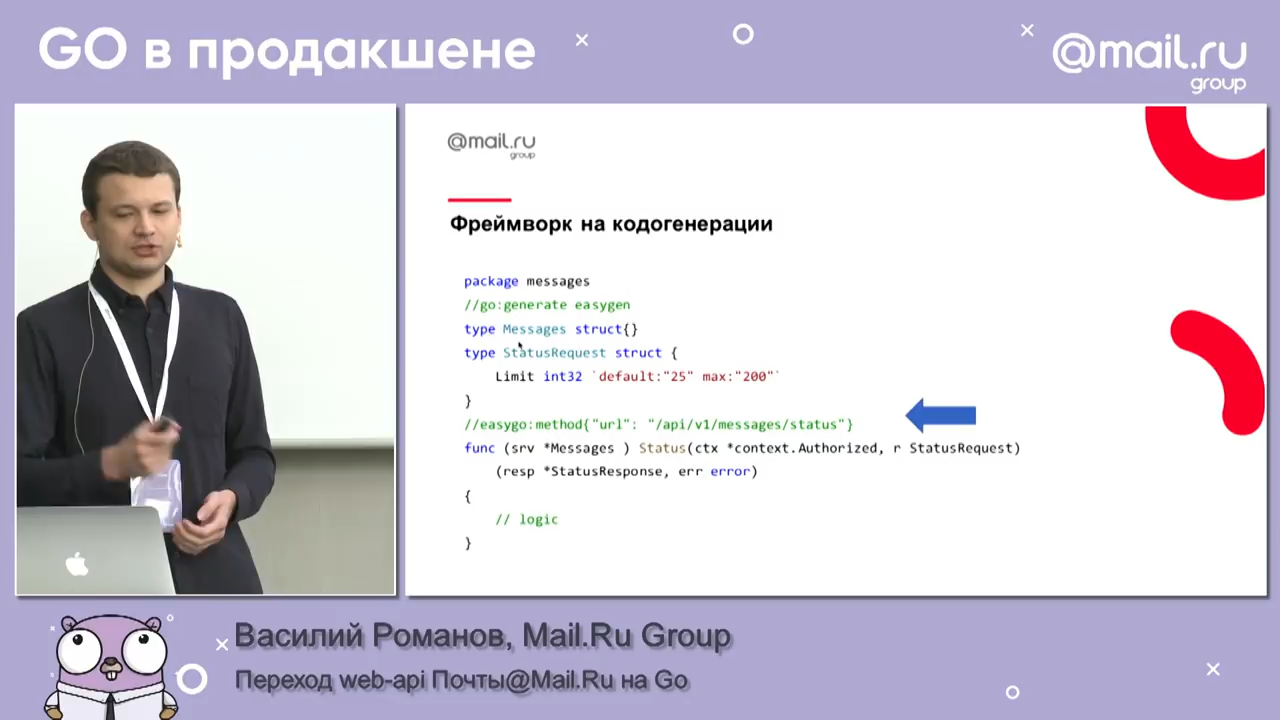 GO в продакшене
@mail.ru
group
@mail.ru
group
Фреймворк на кодогенерации
package messages
//go:generate easygen
type Messages struct{}
type StatusRequest struct {
Limit int32 `default:"25" max:"200"`
}
//easygo:method{"url": "/api/v1/messages/status"}
func (srv *Messages ) Status(ctx *context.Authorized, r StatusRequest)
(resp *StatusResponse, err error)
{
// logic
}
Василий Романов, Mail.Ru Group
Переход web-api Почты@Mail.Ru на Go